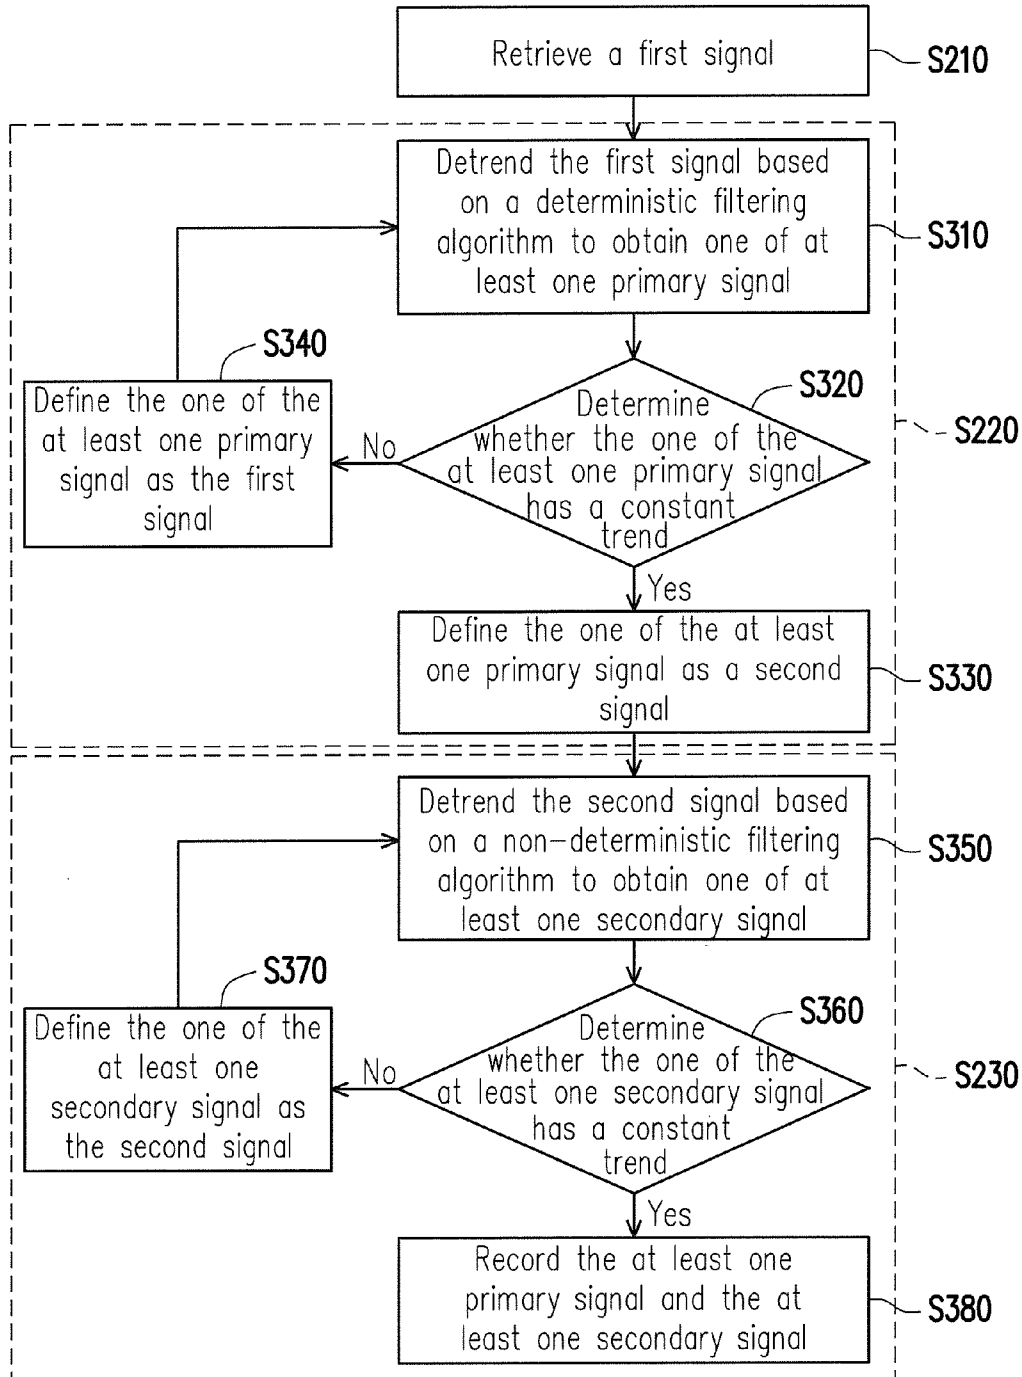 Retrieve a first signal
S210
Detrend the first signal based
on a deterministic filtering
algorithm to obtain one of at
least one primary signal
S310
S340
Define the one of the
at least one primary
signal as the first
signal
No
S320
Determine
whether the one of the
at least one primary signal
has a constant
trend
S220
Yes
Define the one of the at least
one primary signal as a second
signal
S330
Detrend the second signal based
on a non-deterministic filtering
algorithm to obtain one of at
least one secondary signal
S350
S370
Define the one of the
at least one
secondary signal as
the second signal
No
S360
Determine
whether the one of the
at least one secondary signal
has a constant
trend
S230
Yes
Record the at least one
primary signal and the at
least one secondary signal
S380